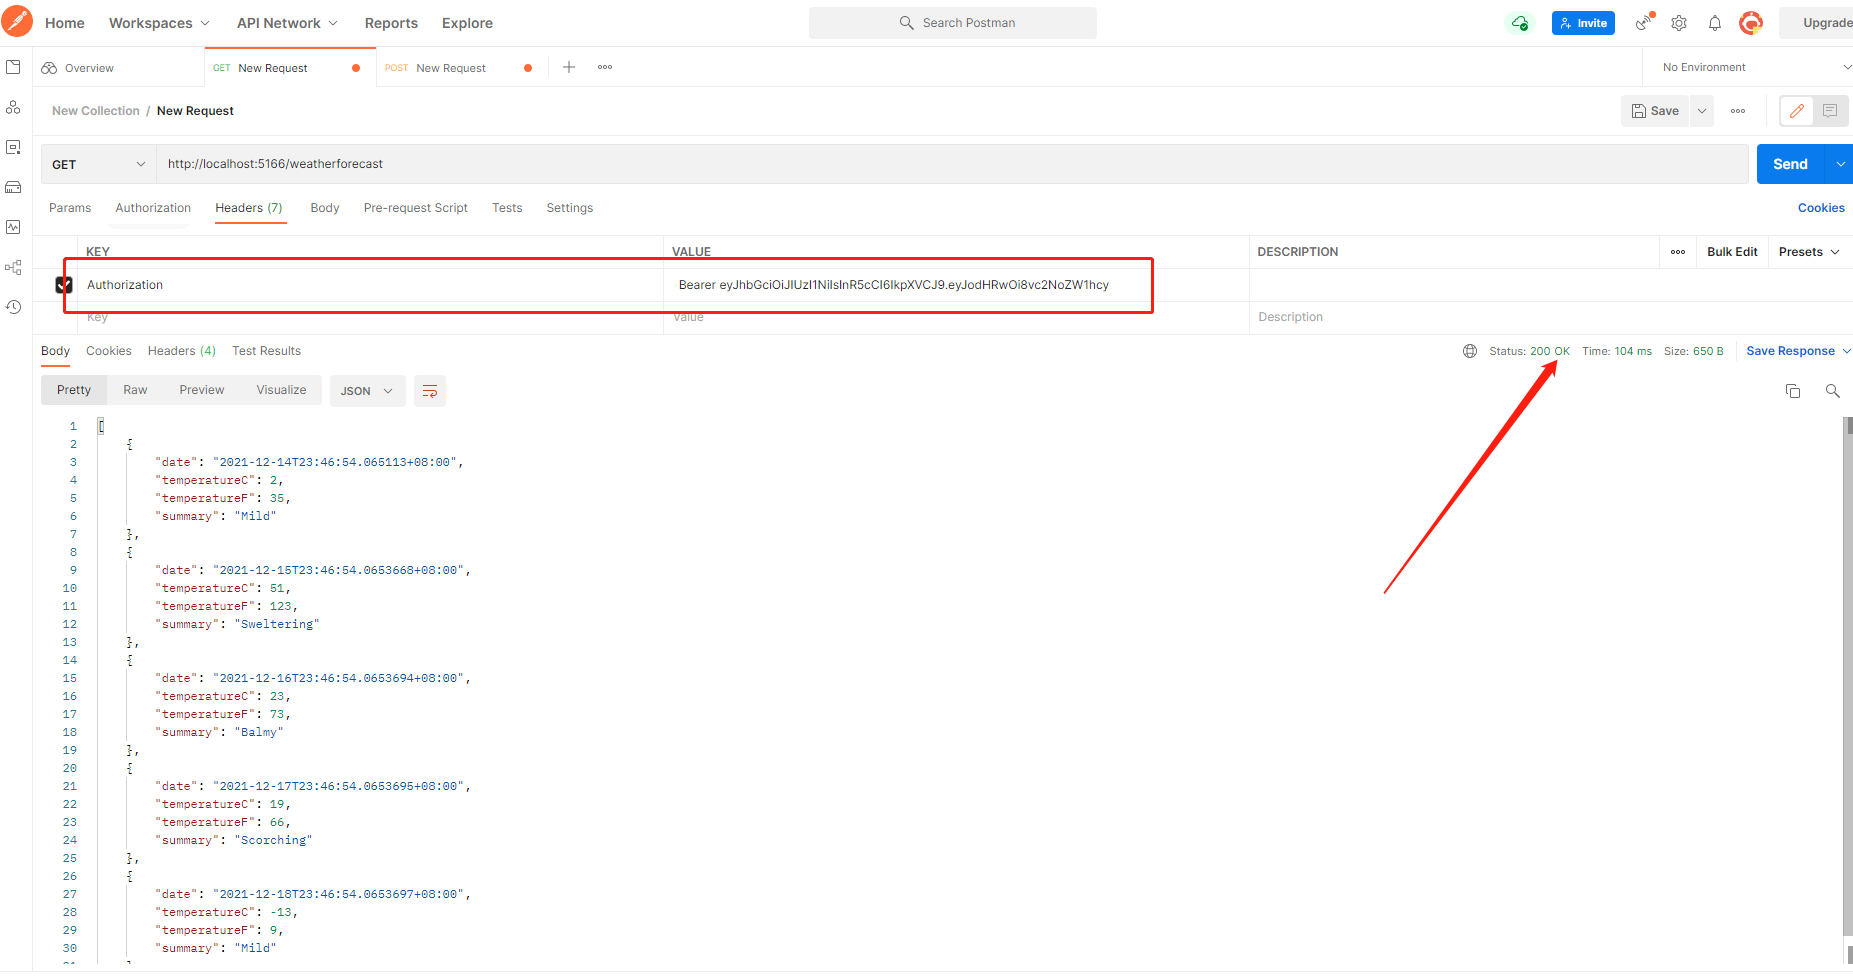 Home Workspaces API Network Reports Explore Search Postman Invite Upgrade
Overview GET New Request POST New Request No Environment
New Collection / New Request Save
GET http://localhost:5166/weatherforecast Send
Params Authorization Headers (7) Body Pre-request Script Tests Settings Cookies
KEY VALUE DESCRIPTION Bulk Edit Presets
Authorization Bearer eyJhbGciOiJIUzI1NiIsInR5cCI6IkpXVCJ9.eyJodHRwOi8vc2NoZW1hcy
Key Value Description
Body Cookies Headers (4) Test Results Status: 200 OK Time: 104 ms Size: 650 B Save Response
Pretty Raw Preview Visualize JSON
1 [
2 {
3 "date": "2021-12-14T23:46:54.065113+08:00",
4 "temperatureC": 2,
5 "temperatureF": 35,
6 "summary": "Mild"
7 },
8 {
9 "date": "2021-12-15T23:46:54.0653668+08:00",
10 "temperatureC": 51,
11 "temperatureF": 123,
12 "summary": "Sweltering"
13 },
14 {
15 "date": "2021-12-16T23:46:54.0653694+08:00",
16 "temperatureC": 23,
17 "temperatureF": 73,
18 "summary": "Balmy"
19 },
20 {
21 "date": "2021-12-17T23:46:54.0653695+08:00",
22 "temperatureC": 19,
23 "temperatureF": 66,
24 "summary": "Scorching"
25 },
26 {
27 "date": "2021-12-18T23:46:54.0653697+08:00",
28 "temperatureC": -13,
29 "temperatureF": 9,
30 "summary": "Mild"